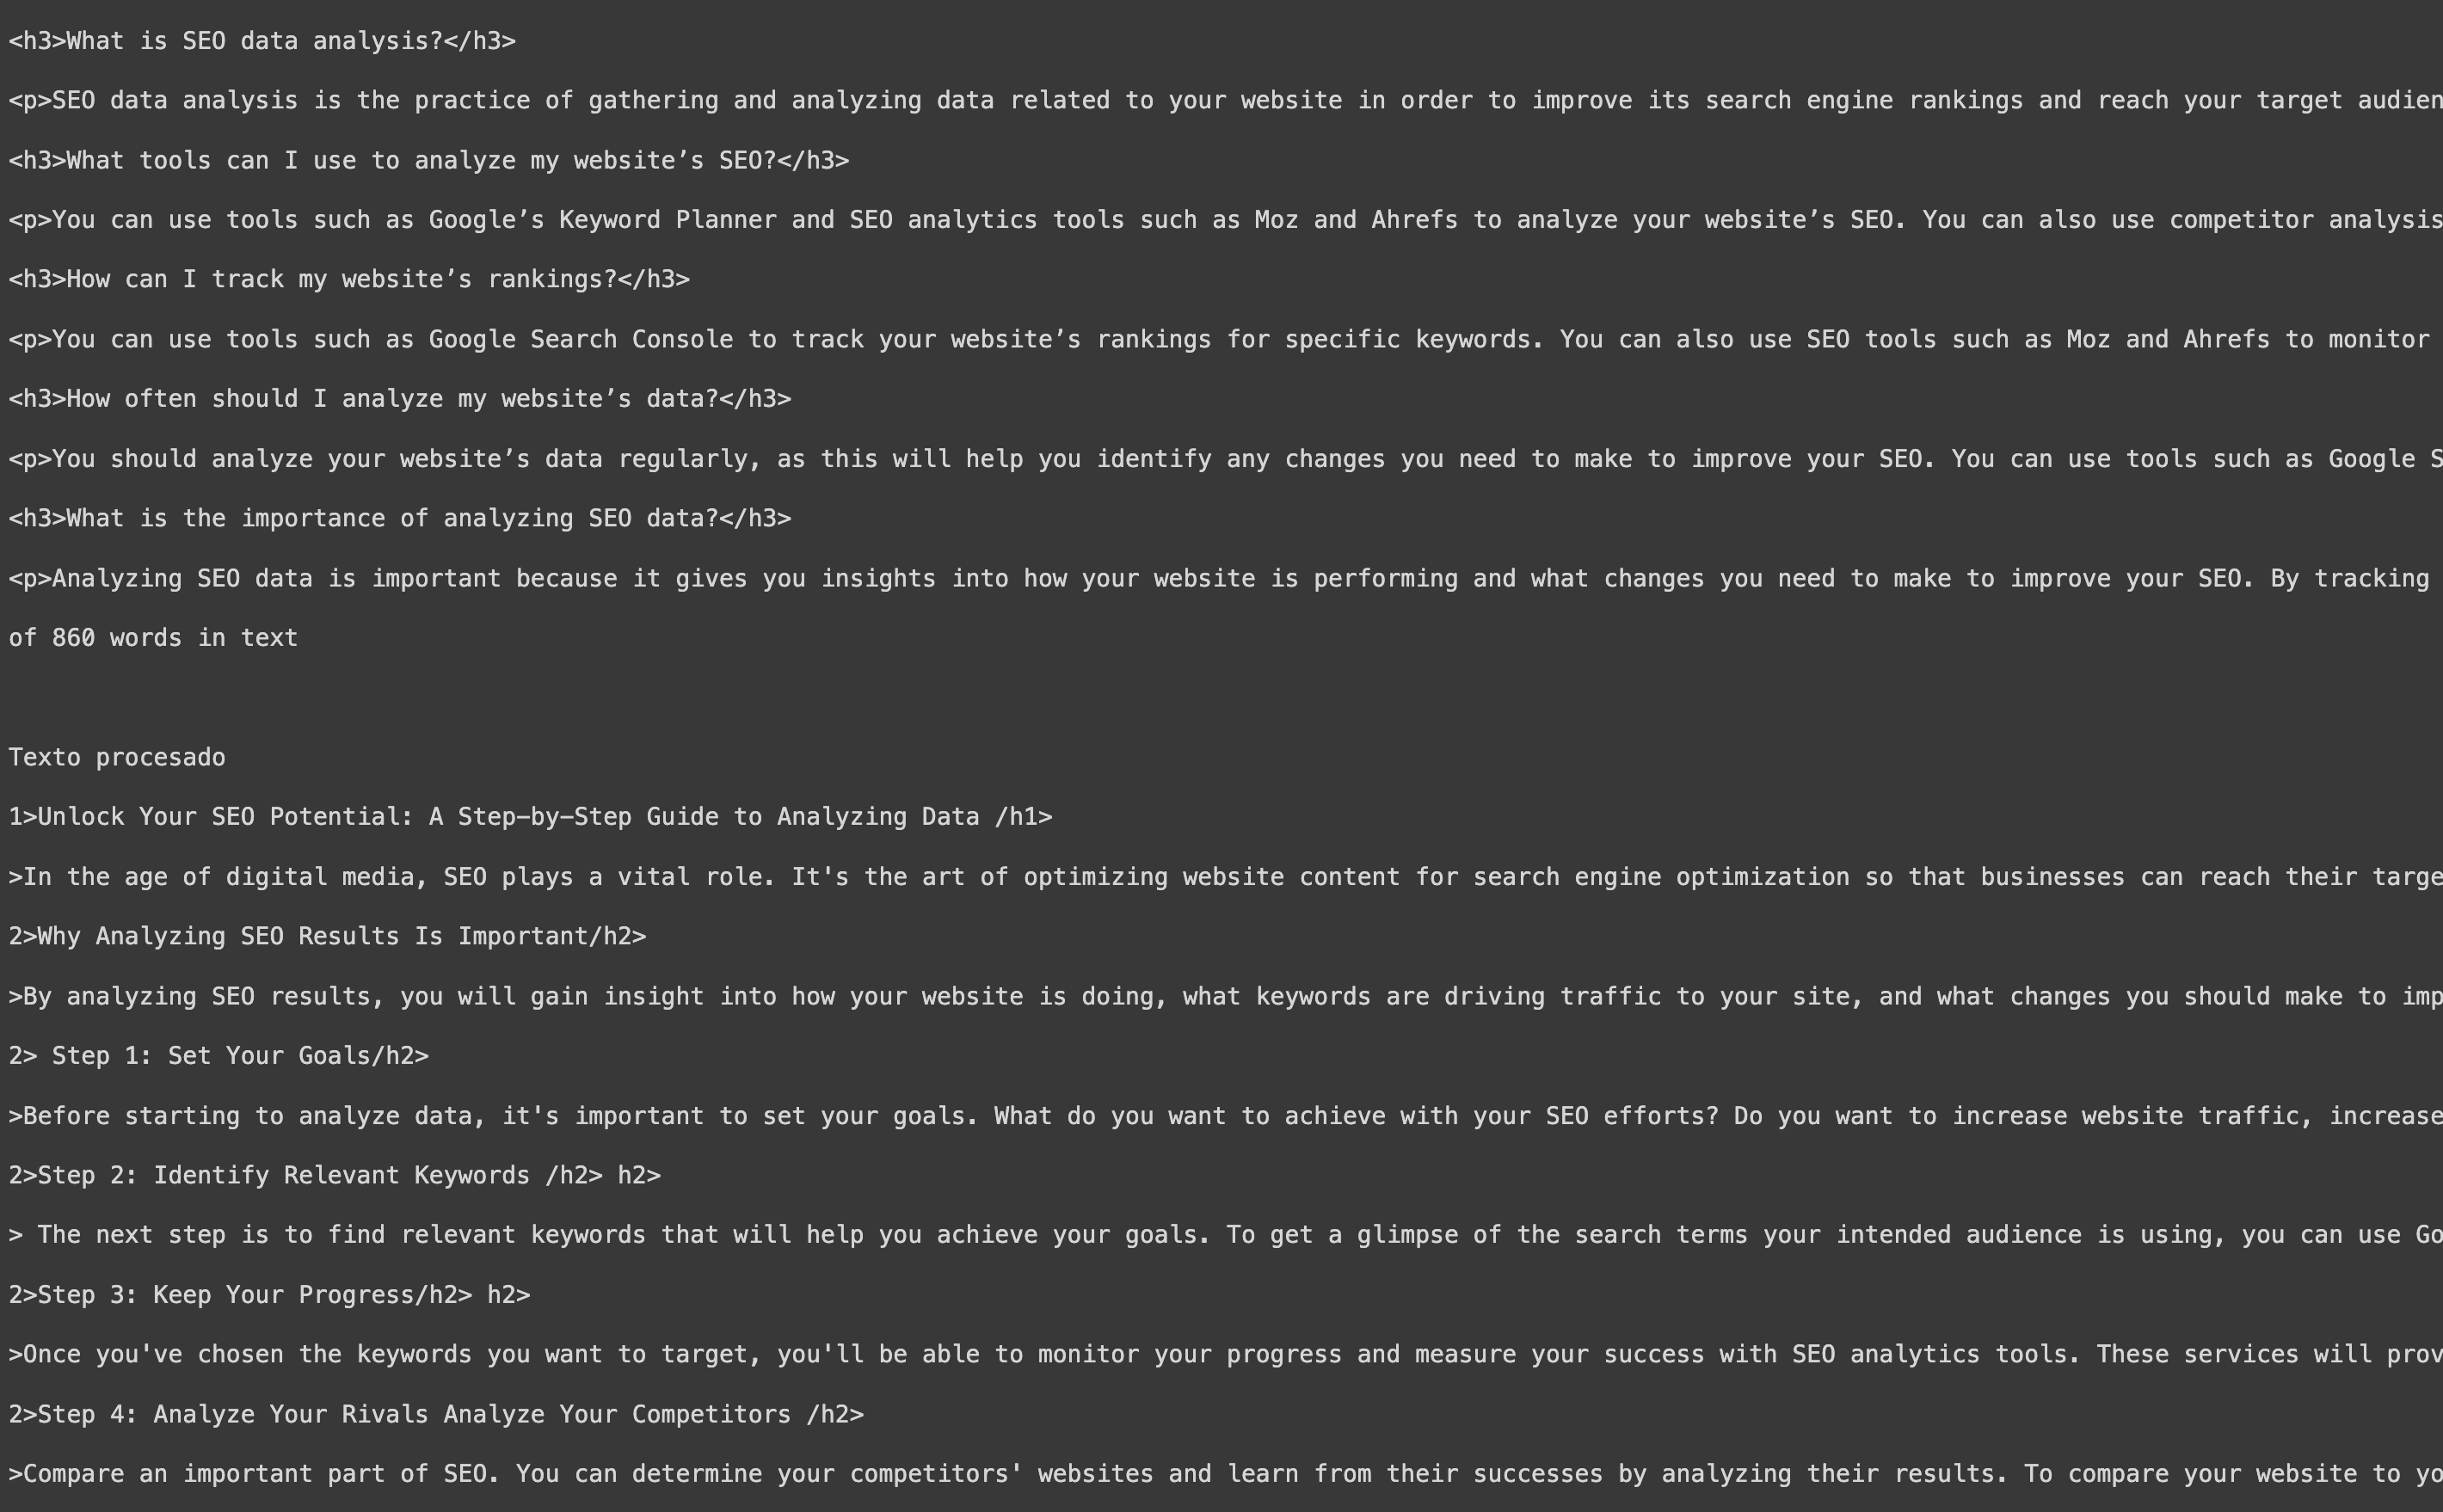 <h3>What is SEO data analysis?</h3>
<p>SEO data analysis is the practice of gathering and analyzing data related to your website in order to improve its search engine rankings and reach your target audien
<h3>What tools can I use to analyze my website’s SEO?</h3>
<p>You can use tools such as Google’s Keyword Planner and SEO analytics tools such as Moz and Ahrefs to analyze your website’s SEO. You can also use competitor analysis
<h3>How can I track my website’s rankings?</h3>
<p>You can use tools such as Google Search Console to track your website’s rankings for specific keywords. You can also use SEO tools such as Moz and Ahrefs to monitor
<h3>How often should I analyze my website’s data?</h3>
<p>You should analyze your website’s data regularly, as this will help you identify any changes you need to make to improve your SEO. You can use tools such as Google S
<h3>What is the importance of analyzing SEO data?</h3>
<p>Analyzing SEO data is important because it gives you insights into how your website is performing and what changes you need to make to improve your SEO. By tracking
of 860 words in text
Texto procesado
1>Unlock Your SEO Potential: A Step-by-Step Guide to Analyzing Data /h1>
>In the age of digital media, SEO plays a vital role. It's the art of optimizing website content for search engine optimization so that businesses can reach their targe
2>Why Analyzing SEO Results Is Important/h2>
>By analyzing SEO results, you will gain insight into how your website is doing, what keywords are driving traffic to your site, and what changes you should make to imp
2> Step 1: Set Your Goals/h2>
>Before starting to analyze data, it's important to set your goals. What do you want to achieve with your SEO efforts? Do you want to increase website traffic, increase
2>Step 2: Identify Relevant Keywords /h2> h2>
> The next step is to find relevant keywords that will help you achieve your goals. To get a glimpse of the search terms your intended audience is using, you can use Go
2>Step 3: Keep Your Progress/h2> h2>
>Once you've chosen the keywords you want to target, you'll be able to monitor your progress and measure your success with SEO analytics tools. These services will prov
2>Step 4: Analyze Your Rivals Analyze Your Competitors /h2>
>Compare an important part of SEO. You can determine your competitors' websites and learn from their successes by analyzing their results. To compare your website to yo